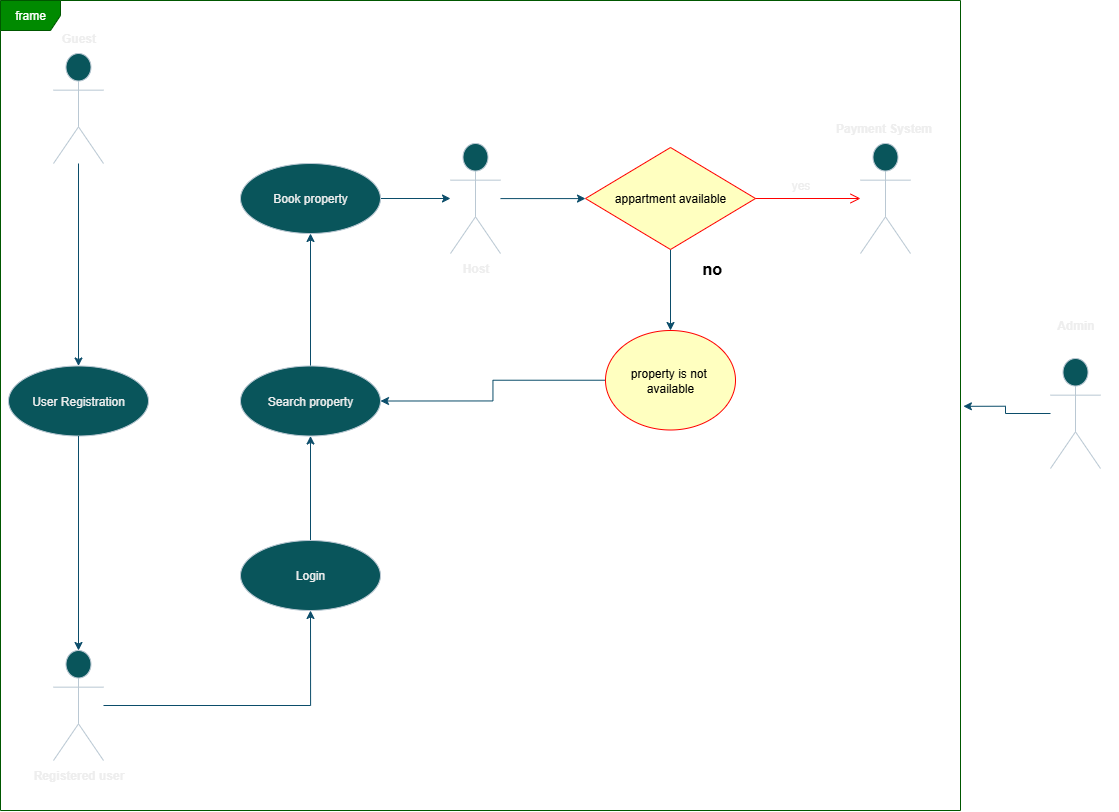 frame
Guest
Payment System
Book property
appartment available
yes
Host
no
Admin
property is not
available
User Registration
Search property
Login
Registered user